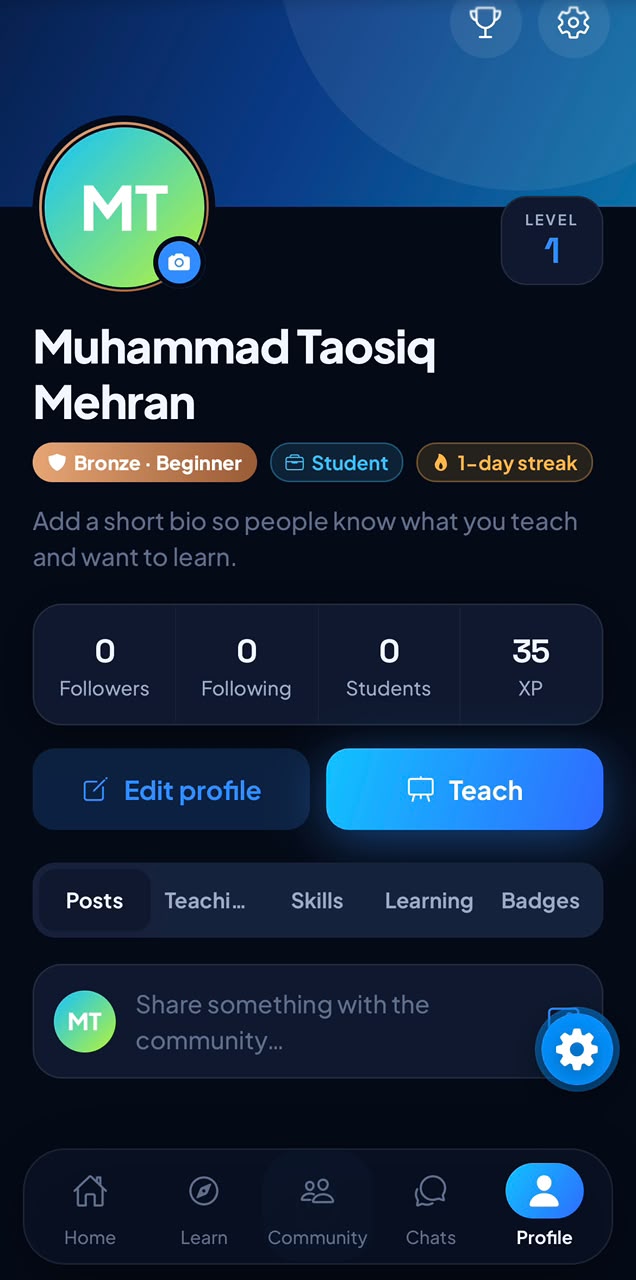 LEVEL
1
MT
Muhammad Taosiq
Mehran
Bronze · Beginner
Student
1-day streak
Add a short bio so people know what you teach
and want to learn.
0
0
0
35
Followers
Following
Students
XP
Edit profile
Teach
Posts
Teachi...
Skills
Learning
Badges
MT
Share something with the
community...
Home
Learn
Community
Chats
Profile